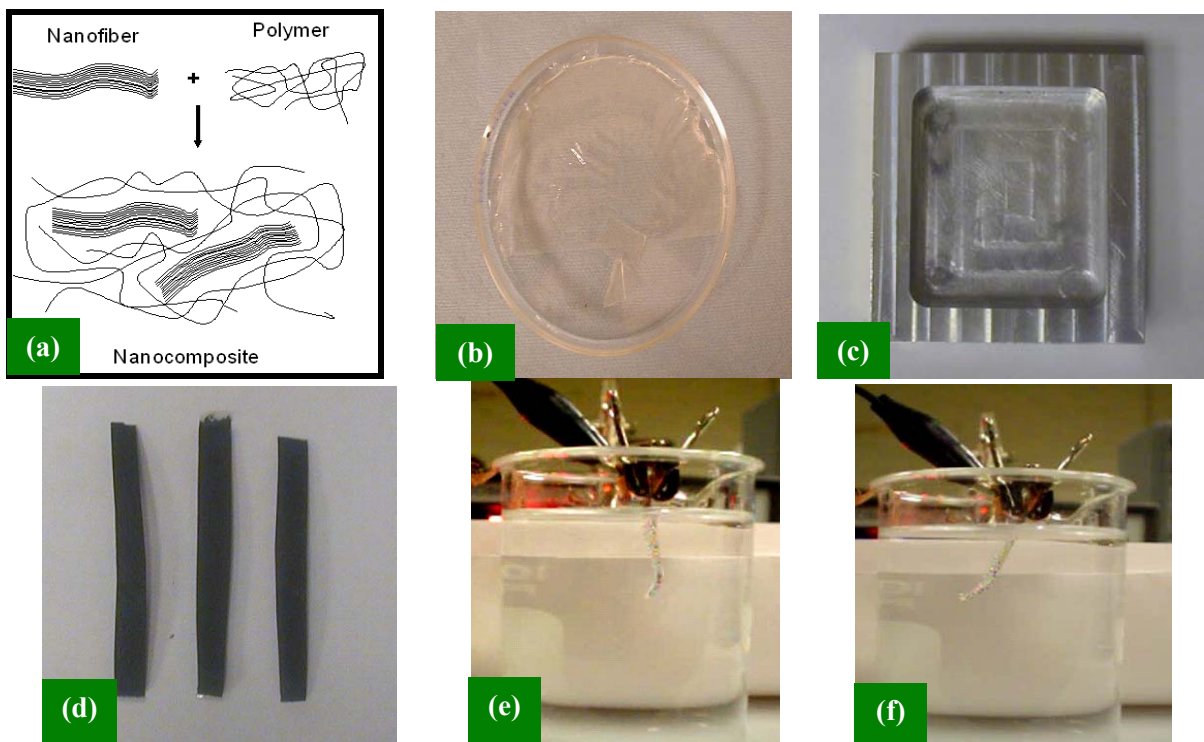 Nanofiber
Polymer
+
(a)
Nanocomposite
(b)
(c)
(d)
(e)
(f)